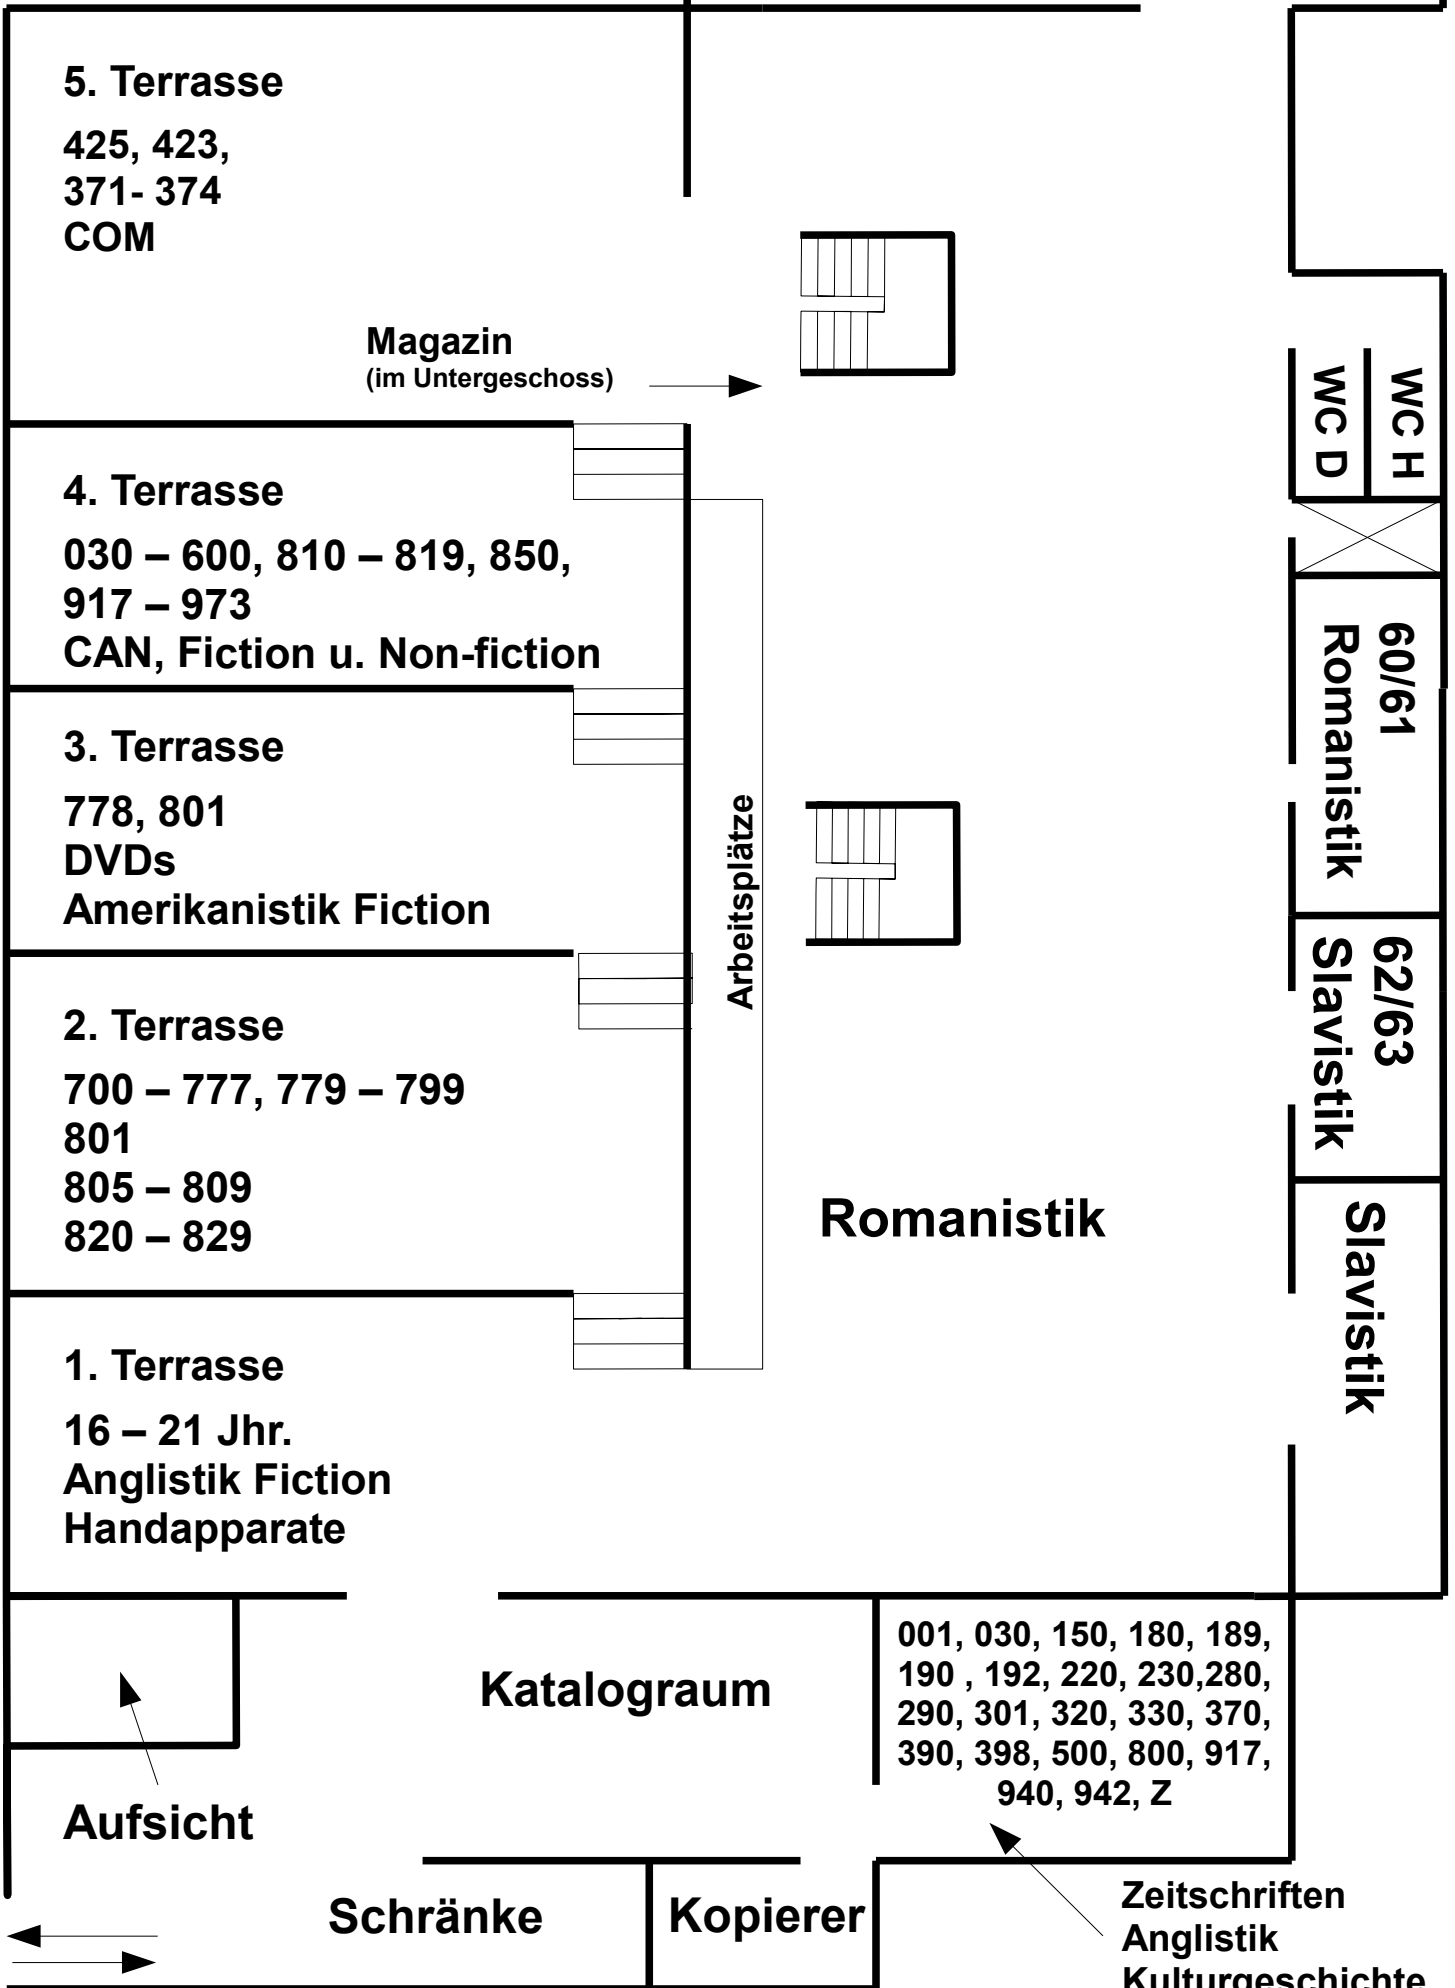 5. Terrasse
425, 423,
371- 374
COM
Magazin
(im Untergeschoss)
WC D
WC H
4. Terrasse
030 – 600, 810 – 819, 850,
917 – 973
CAN, Fiction u. Non-fiction
60/61
Romanistik
3. Terrasse
778, 801
DVDs
Amerikanistik Fiction
Arbeitsplätze
62/63
Slavistik
2. Terrasse
700 – 777, 779 – 799
801
805 – 809
820 – 829
Romanistik
Slavistik
1. Terrasse
16 – 21 Jhr.
Anglistik Fiction
Handapparate
Katalograum
001, 030, 150, 180, 189,
190 , 192, 220, 230,280,
290, 301, 320, 330, 370,
390, 398, 500, 800, 917,
940, 942, Z
Aufsicht
Schränke
Kopierer
Zeitschriften
Anglistik
Kulturgeschichte